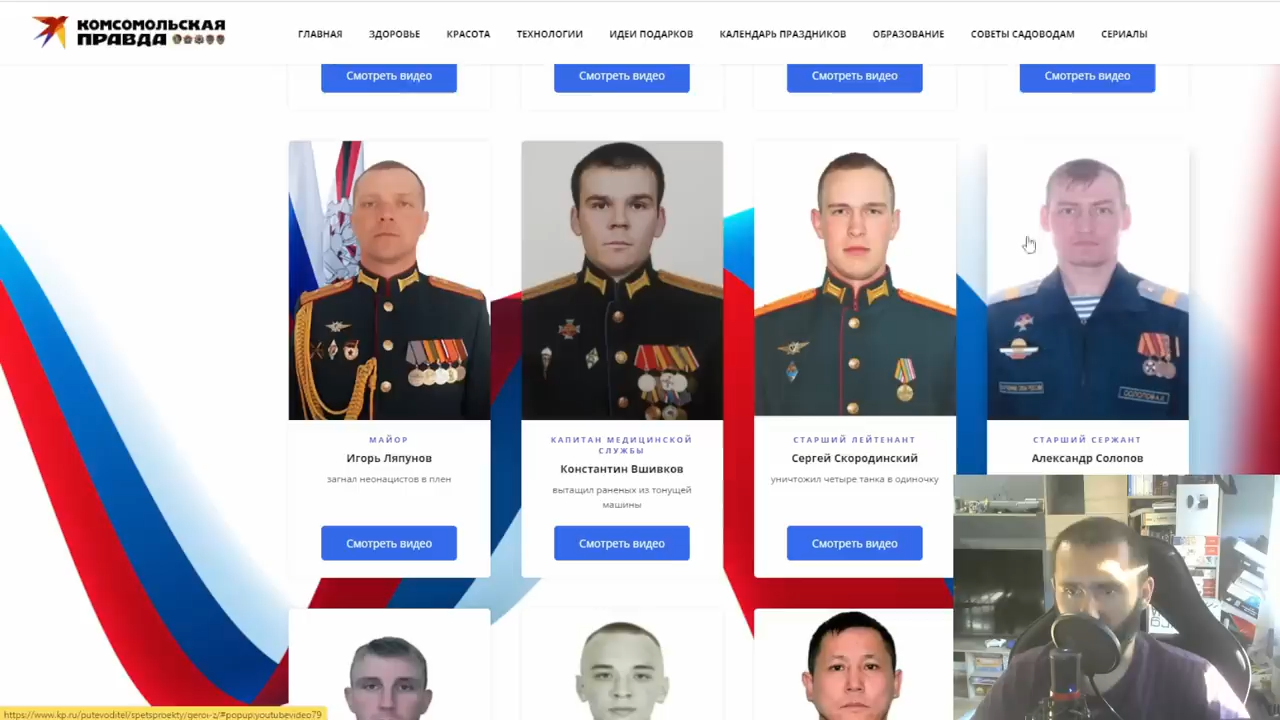 КОМСОМОЛЬСКАЯ
ПРАВДА
ГЛАВНАЯ ЗДОРОВЬЕ КРАСОТА ТЕХНОЛОГИИ ИДЕИ ПОДАРКОВ КАЛЕНДАРЬ ПРАЗДНИКОВ ОБРАЗОВАНИЕ СОВЕТЫ САДОВОДАМ СЕРИАЛЫ
Смотреть видео Смотреть видео Смотреть видео Смотреть видео
СОЛОПОВ А.
МАЙОР
Игорь Ляпунов
загнал неонацистов в плен
КАПИТАН МЕДИЦИНСКОЙ
СЛУЖБЫ
Константин Вшивков
вытащил раненых из тонущей
машины
СТАРШИЙ ЛЕЙТЕНАНТ
Сергей Скородинский
уничтожил четыре танка в одиночку
СТАРШИЙ СЕРЖАНТ
Александр Солопов
Смотреть видео Смотреть видео Смотреть видео
https://www.kp.ru/putevoditel/spetsproekty/geroi-z/#popup:youtubevideo79